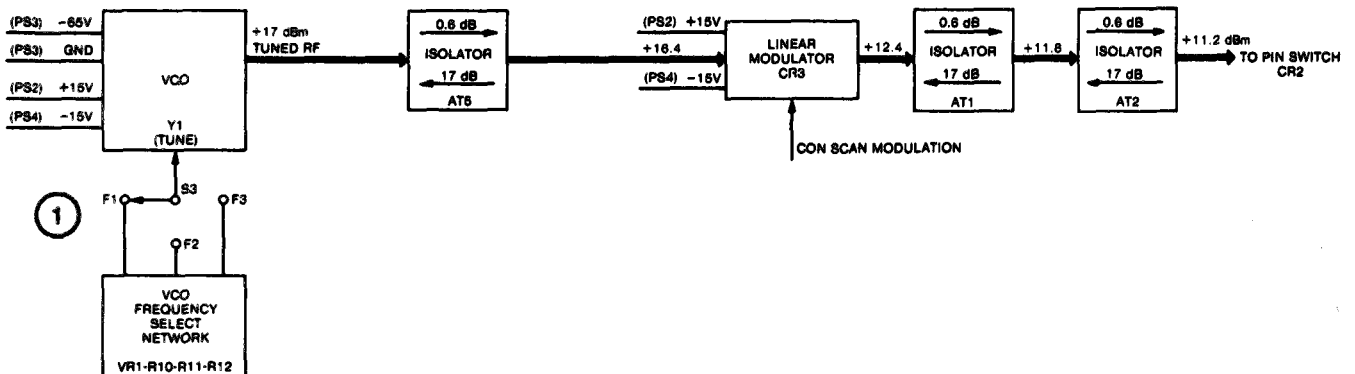 (PS3) -65V
(PS3) GND
(PS2) +15V
(PS4) -15V
VCO
Y1
(TUNE)
+17 dBm
TUNED RF
0.6 dB
ISOLATOR
17 dB
AT6
(PS2) +15V
+16.4
(PS4) -15V
LINEAR
MODULATOR
CR3
CON SCAN MODULATION
+12.4
0.6 dB
ISOLATOR
17 dB
AT1
+11.8
0.6 dB
ISOLATOR
17 dB
AT2
+11.2 dBm
TO PIN SWITCH
CR2
1
F1
S3
F3
F2
VCO
FREQUENCY
SELECT
NETWORK
VR1-R10-R11-R12